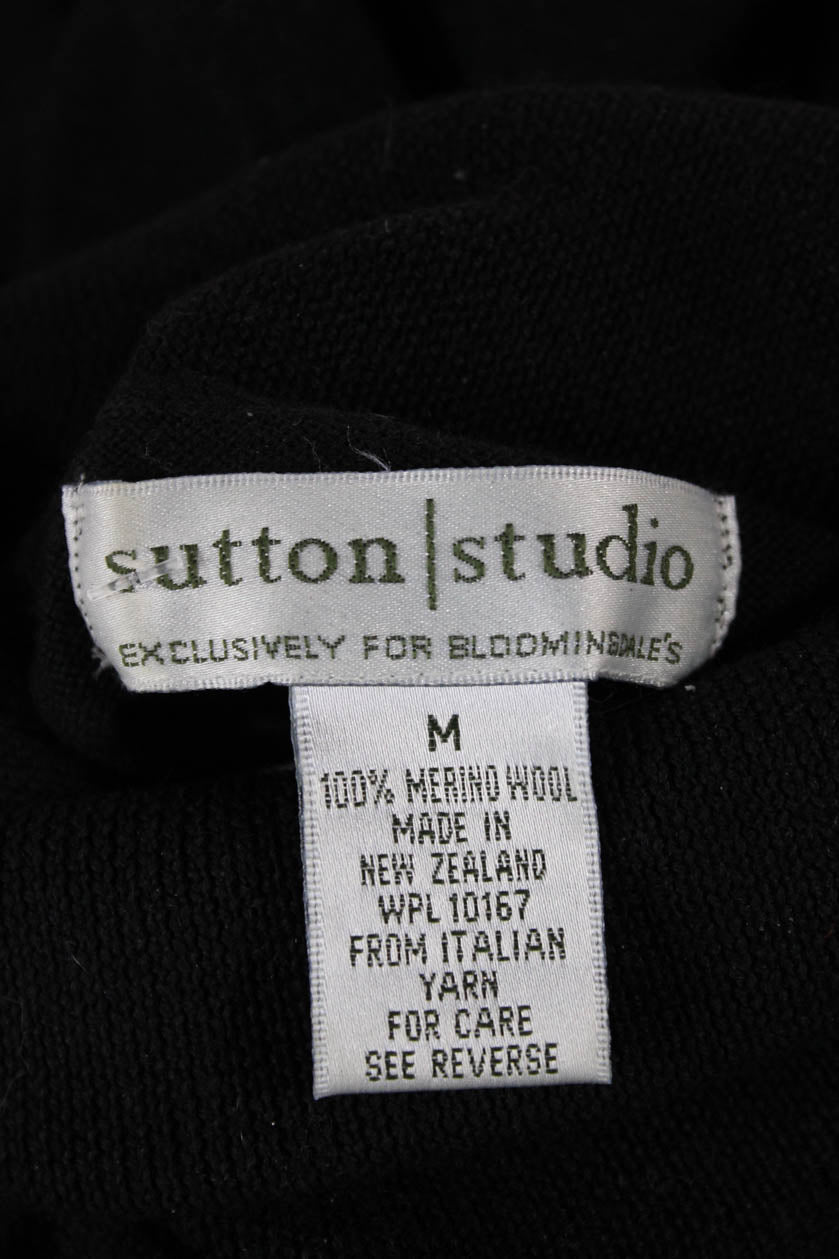 sutton|studio
EXCLUSIVELY FOR BLOOMINGDALE'S
M
100% MERINO WOOL
MADE IN
NEW ZEALAND
WPL 10167
FROM ITALIAN
YARN
FOR CARE
SEE REVERSE